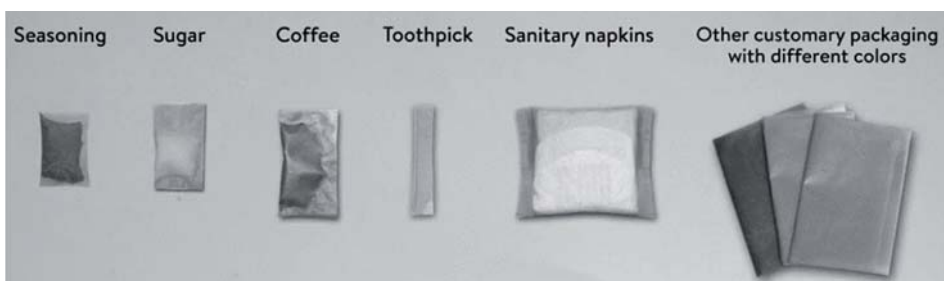 Seasoning
Sugar
Coffee
Toothpick
Sanitary napkins
Other customary packaging
with different colors